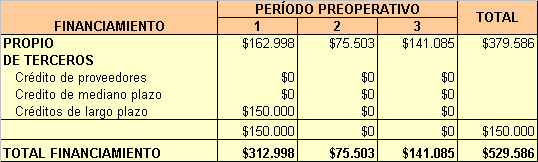 FINANCIAMIENTO PERÍODO PREOPERATIVO TOTAL
1 2 3
PROPIO $162.998 $75.503 $141.085 $379.586
DE TERCEROS
Crédito de proveedores $0 $0 $0
Crédito de mediano plazo $0 $0 $0
Créditos de largo plazo $150.000 $0 $0
$150.000 $0 $0 $150.000
TOTAL FINANCIAMIENTO $312.998 $75.503 $141.085 $529.586